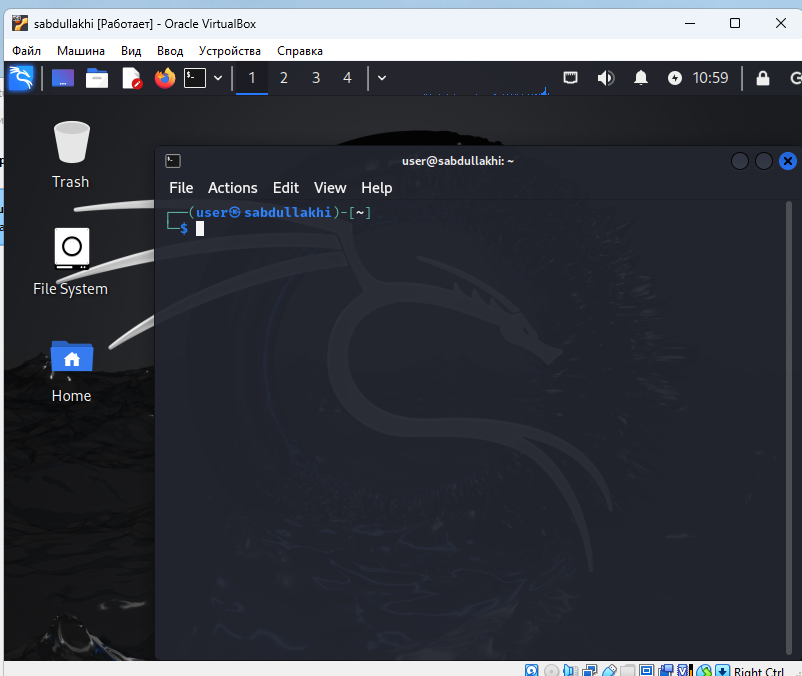 sabdullakhi [Работает] - Oracle VirtualBox
Файл Машина Вид Ввод Устройства Справка
1 2 3 4 10:59
Trash
File System
Home
user@sabdullakhi: ~
File Actions Edit View Help
┌──(user㉿sabdullakhi)-[~]
└─$
Right Ctrl